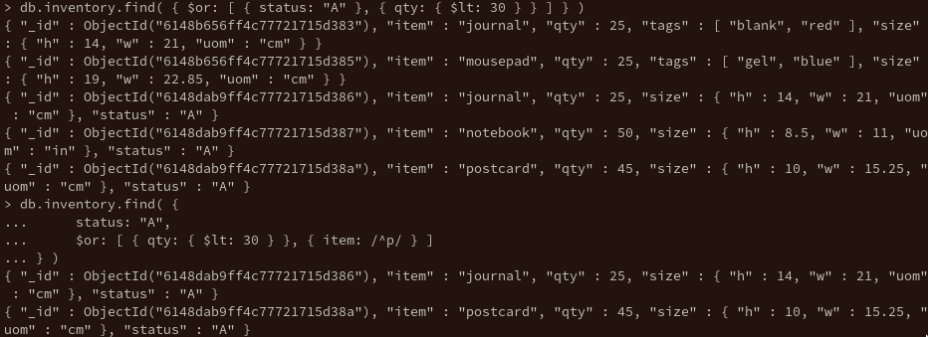 > db.inventory.find( { $or: [ { status: "A" }, { qty: { $lt: 30 } } ] } )
{ "_id" : ObjectId("6148b656ff4c77721715d383"), "item" : "journal", "qty" : 25, "tags" : [ "blank", "red" ], "size"
: { "h" : 14, "w" : 21, "uom" : "cm" } }
{ "_id" : ObjectId("6148b656ff4c77721715d385"), "item" : "mousepad", "qty" : 25, "tags" : [ "gel", "blue" ], "size"
: { "h" : 19, "w" : 22.85, "uom" : "cm" } }
{ "_id" : ObjectId("6148dab9ff4c77721715d386"), "item" : "journal", "qty" : 25, "size" : { "h" : 14, "w" : 21, "uom"
 : "cm" }, "status" : "A" }
{ "_id" : ObjectId("6148dab9ff4c77721715d387"), "item" : "notebook", "qty" : 50, "size" : { "h" : 8.5, "w" : 11, "uo
m" : "in" }, "status" : "A" }
{ "_id" : ObjectId("6148dab9ff4c77721715d38a"), "item" : "postcard", "qty" : 45, "size" : { "h" : 10, "w" : 15.25, "
uom" : "cm" }, "status" : "A" }
> db.inventory.find( {
...     status: "A",
...     $or: [ { qty: { $lt: 30 } }, { item: /^p/ } ]
... } )
{ "_id" : ObjectId("6148dab9ff4c77721715d386"), "item" : "journal", "qty" : 25, "size" : { "h" : 14, "w" : 21, "uom"
 : "cm" }, "status" : "A" }
{ "_id" : ObjectId("6148dab9ff4c77721715d38a"), "item" : "postcard", "qty" : 45, "size" : { "h" : 10, "w" : 15.25, "
uom" : "cm" }, "status" : "A" }